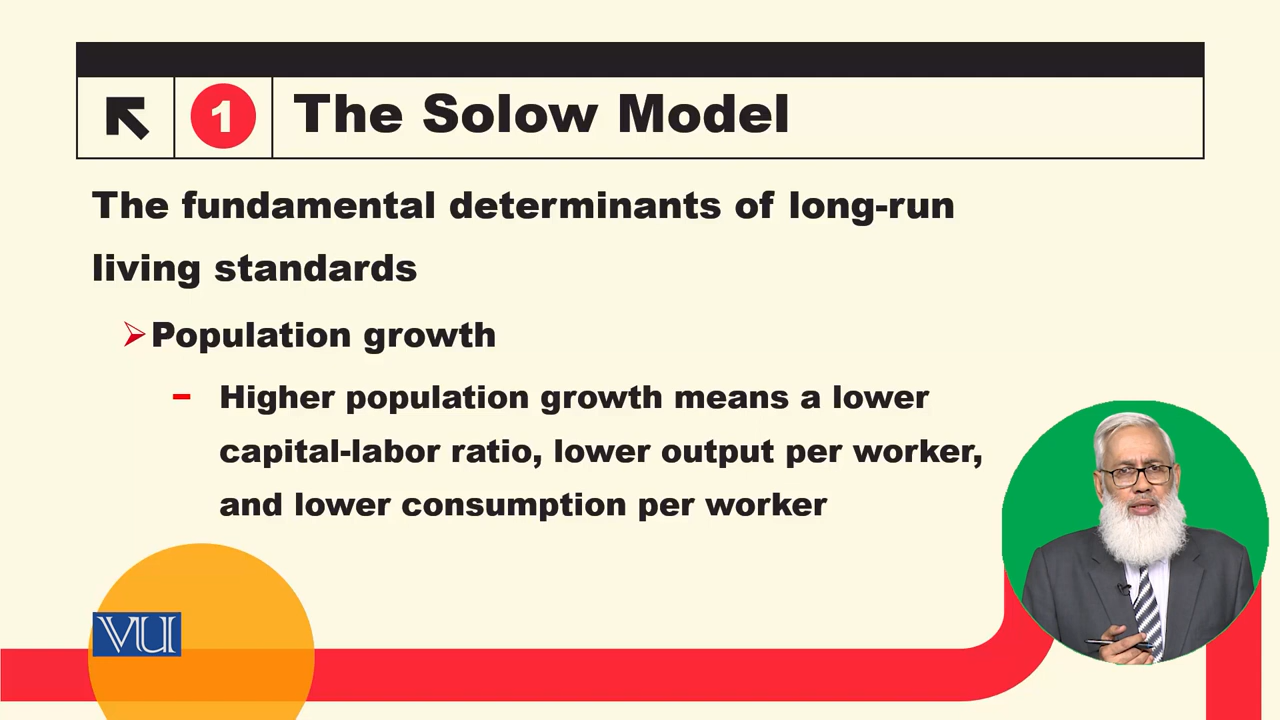 1
The Solow Model
The fundamental determinants of long-run
living standards
Population growth
Higher population growth means a lower
capital-labor ratio, lower output per worker,
and lower consumption per worker
VU